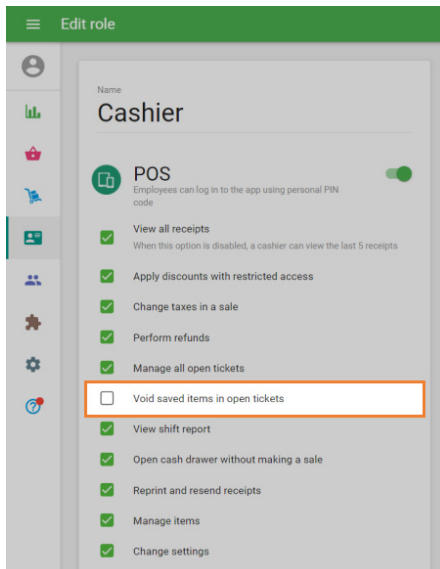 Edit role
Name
Cashier
POS
Employees can log in to the app using personal PIN
code
View all receipts
When this option is disabled, a cashier can view the last 5 receipts
Apply discounts with restricted access
Change taxes in a sale
Perform refunds
Manage all open tickets
Void saved items in open tickets
View shift report
Open cash drawer without making a sale
Reprint and resend receipts
Manage items
Change settings